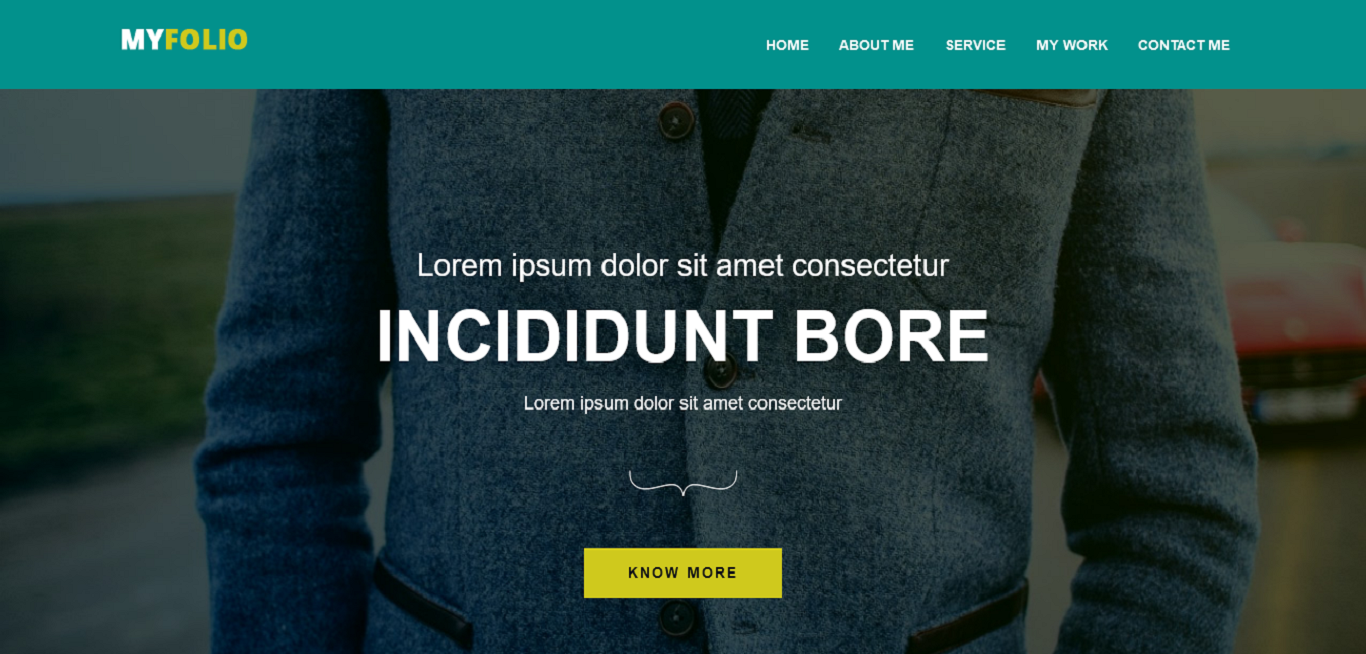 MYFOLIO
HOME ABOUT ME SERVICE MY WORK CONTACT ME
Lorem ipsum dolor sit amet consectetur
INCIDIDUNT BORE
Lorem ipsum dolor sit amet consectetur
KNOW MORE